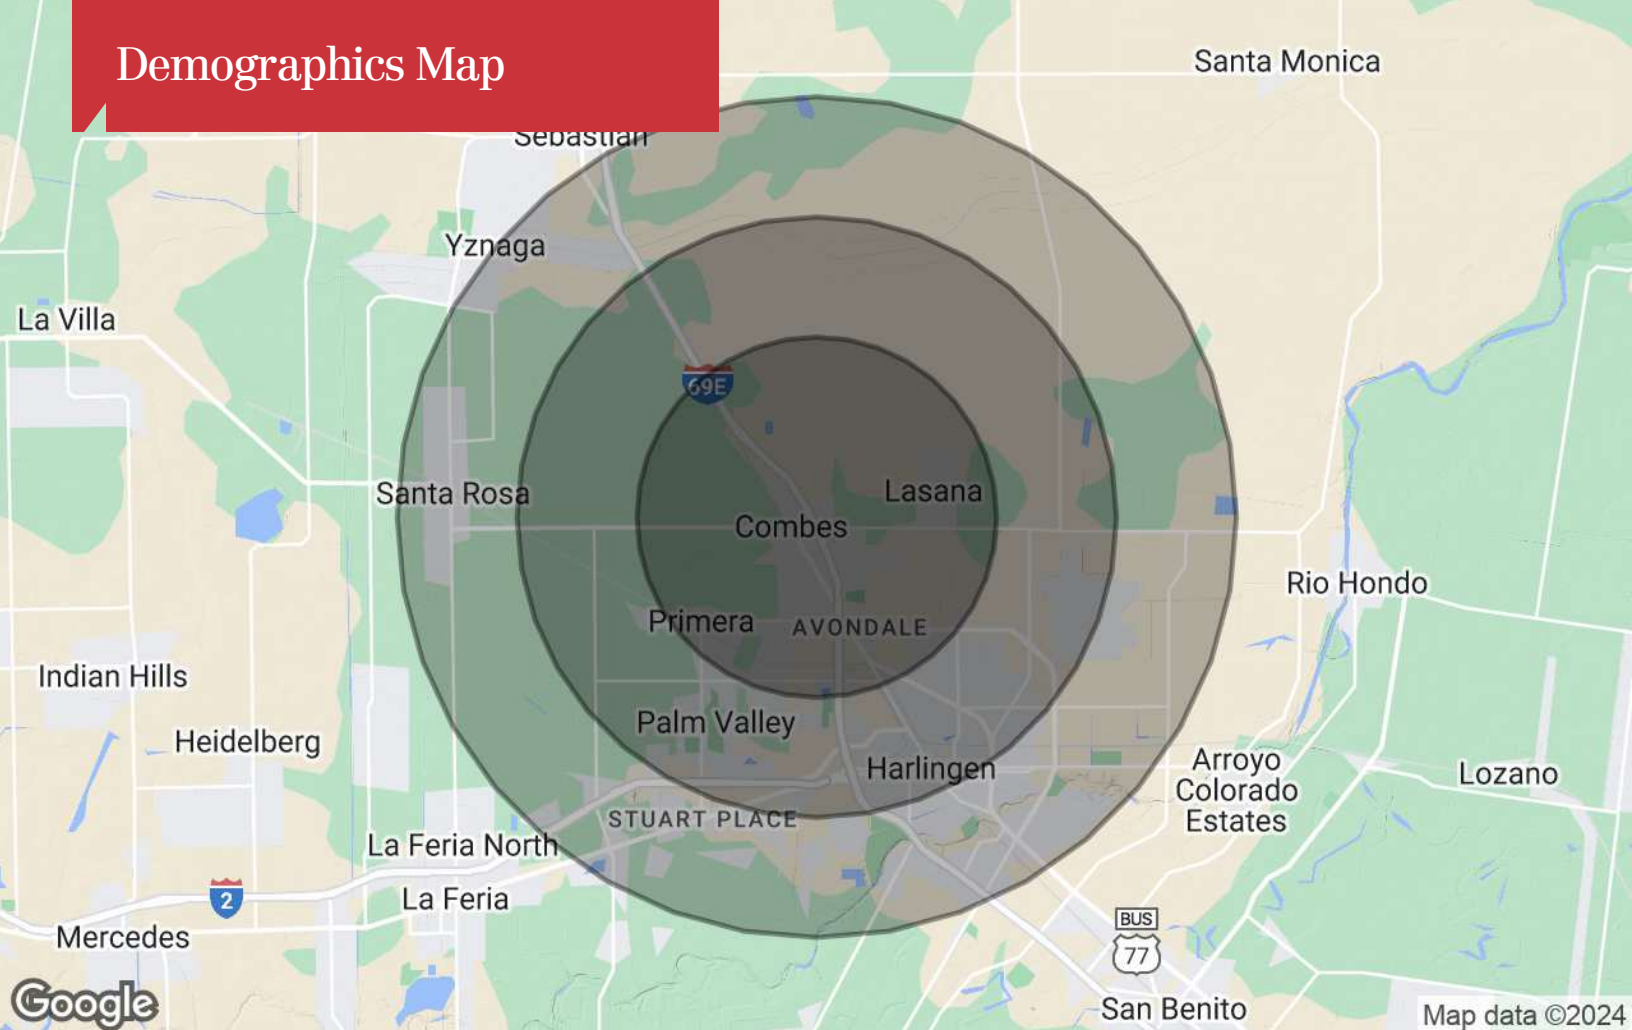 Demographics Map
Santa Monica
Sebastian
Yznaga
La Villa
69E
Santa Rosa
Lasana
Combes
Rio Hondo
Primera
AVONDALE
Indian Hills
Palm Valley
Heidelberg
Harlingen
Arroyo
Colorado
Estates
Lozano
STUART PLACE
La Feria North
2
La Feria
BUS
77
Mercedes
Google
San Benito
Map data ©2024